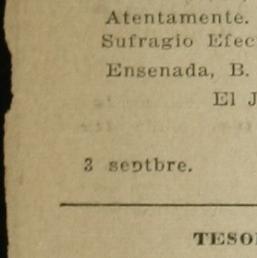 Atentamente.
Sufragio Efec
Ensenada, B.
El J
3 septbre.
TESO